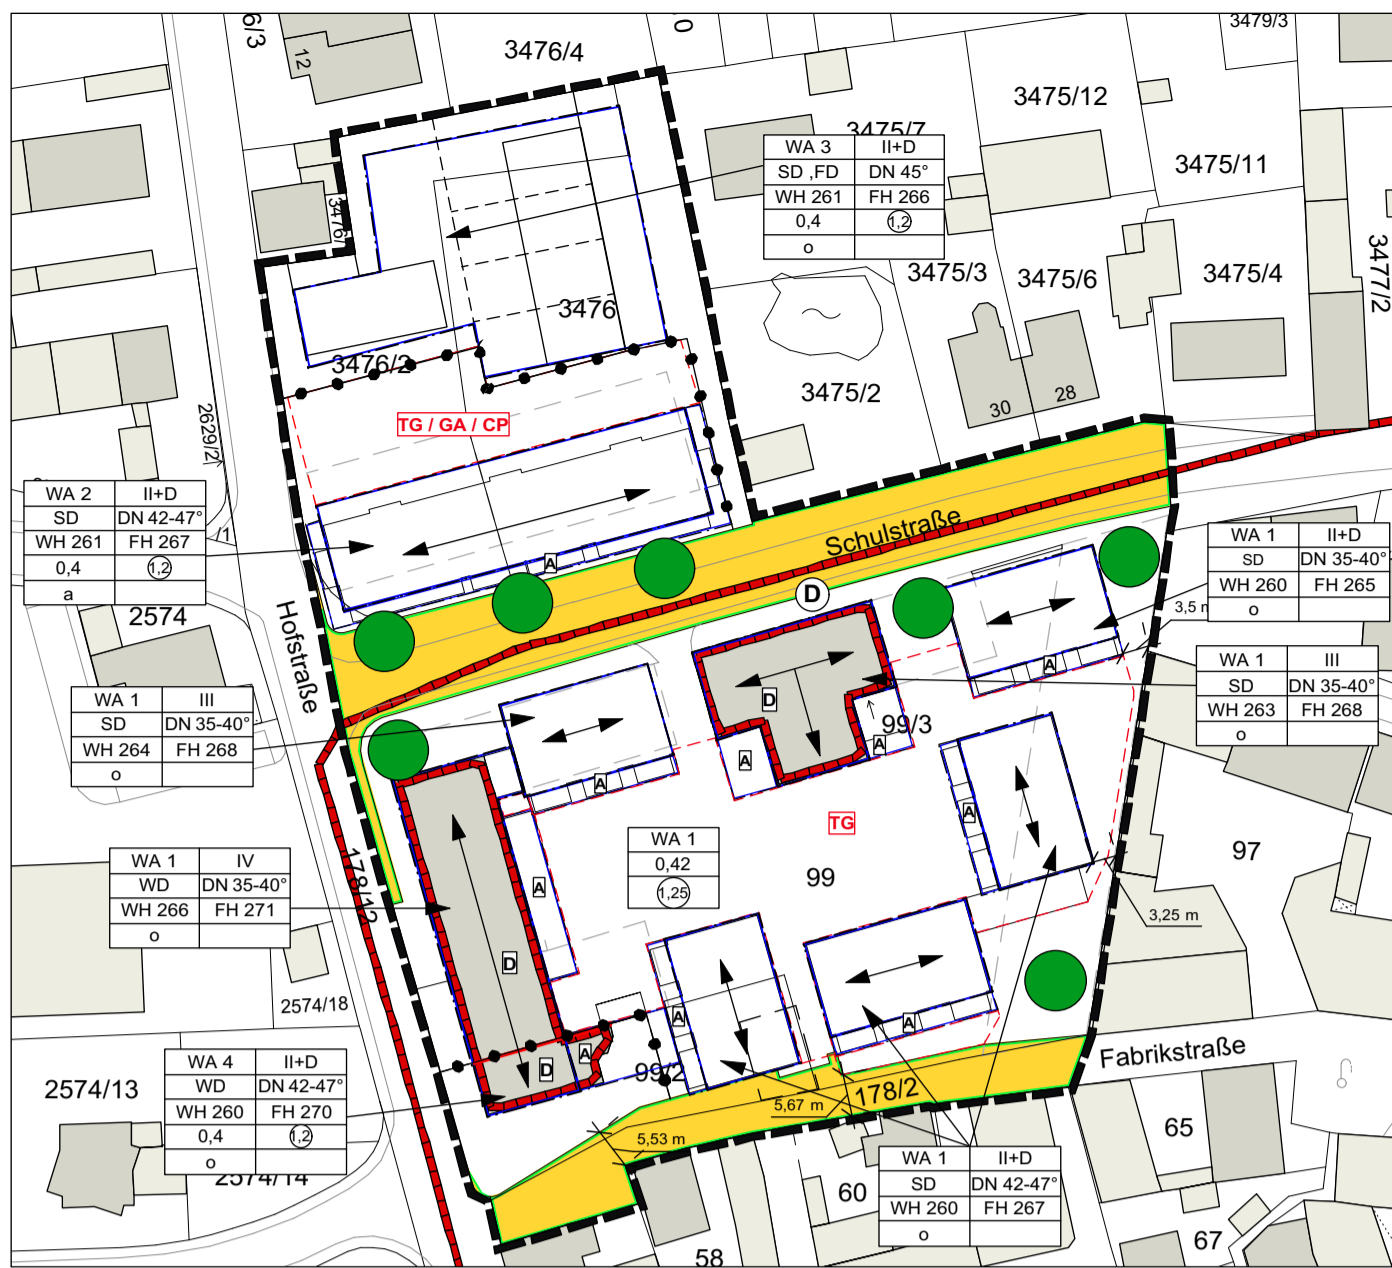 6/3
12
3476/4
0
3479/3
3475/12
3475/7
WA 3 II+D
SD ,FD DN 45°
WH 261 FH 266
0,4 1,2
o
3475/11
3476/
3475/3
3475/6
3475/4
3477/2
3476
3476/2
3475/2
30
28
TG / GA / CP
2629/2
WA 2 II+D
SD DN 42-47°
WH 261 FH 267
0,4 1,2
a
/1
A
Schulstraße
D
WA 1 II+D
SD DN 35-40°
WH 260 FH 265
o
3,5 m
2574
Hofstraße
A
WA 1 III
SD DN 35-40°
WH 263 FH 268
o
WA 1 III
SD DN 35-40°
WH 264 FH 268
o
D
99/3
A
A
A
TG
A
WA 1
0,42
1,25
97
99
WA 1 IV
WD DN 35-40°
WH 266 FH 271
o
178/12
A
3,25 m
D
2574/18
A
A
Fabrikstraße
WA 4 II+D
WD DN 42-47°
WH 260 FH 270
0,4 1,2
o
2574/13
D
A
99/2
178/2
5,67 m
5,53 m
65
2574/14
WA 1 II+D
SD DN 42-47°
WH 260 FH 267
o
60
67
58